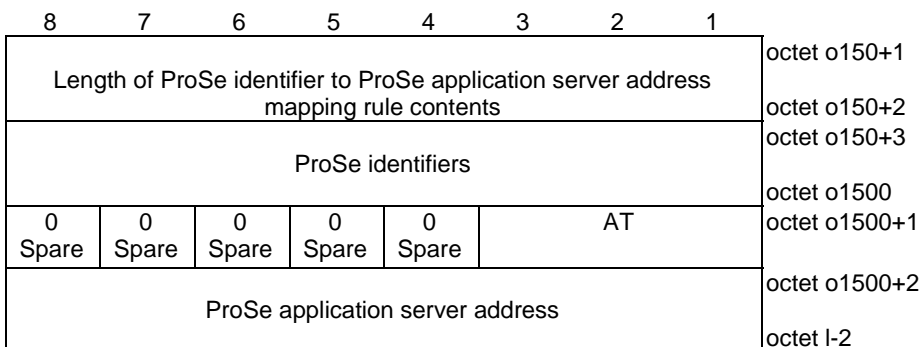 8 7 6 5 4 3 2 1
Length of ProSe identifier to ProSe application server address
mapping rule contents
octet o150+1
octet o150+2
ProSe identifiers
octet o150+3
octet o1500
0 0 0 0 0 AT
Spare Spare Spare Spare Spare
octet o1500+1
ProSe application server address
octet o1500+2
octet l-2